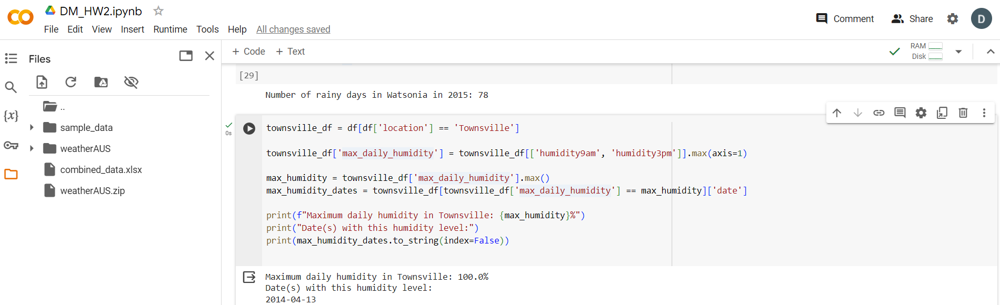 DM_HW2.ipynb
File Edit View Insert Runtime Tools Help All changes saved
Comment Share D
Files
+ Code + Text
RAM
Disk
..
sample_data
weatherAUS
combined_data.xlsx
weatherAUS.zip
{x}
[29]
Number of rainy days in Watsonia in 2015: 78
0s
townsville_df = df[df['location'] == 'Townsville']
townsville_df['max_daily_humidity'] = townsville_df[['humidity9am', 'humidity3pm']].max(axis=1)
max_humidity = townsville_df['max_daily_humidity'].max()
max_humidity_dates = townsville_df[townsville_df['max_daily_humidity'] == max_humidity]['date']
print(f"Maximum daily humidity in Townsville: {max_humidity}%")
print("Date(s) with this humidity level:")
print(max_humidity_dates.to_string(index=False))
Maximum daily humidity in Townsville: 100.0%
Date(s) with this humidity level:
2014-04-13